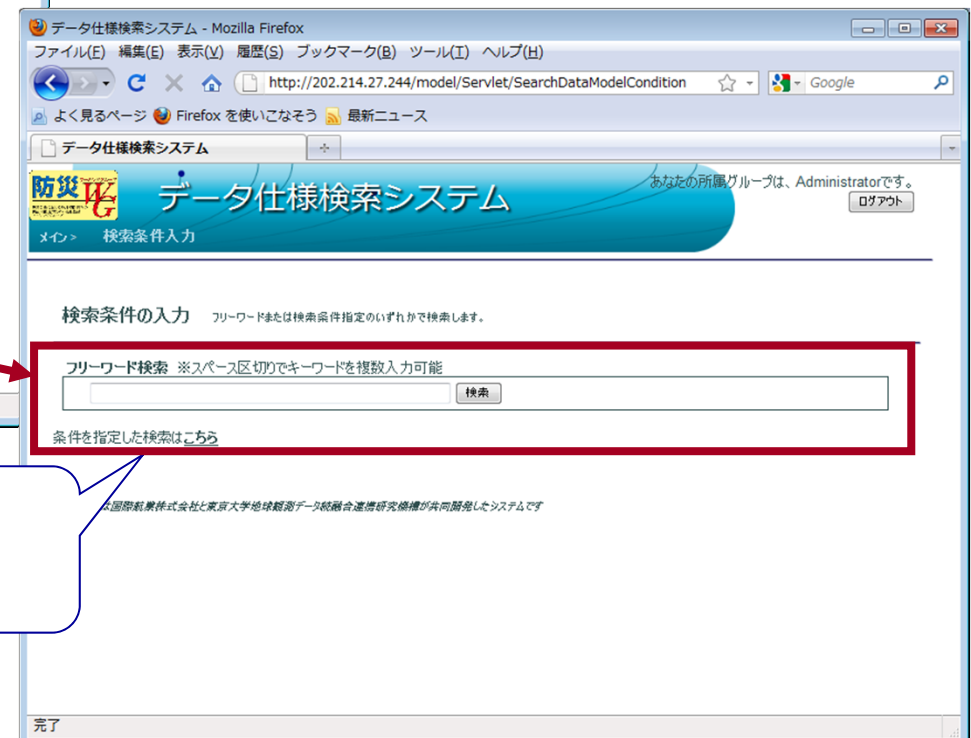 データ仕様検索システム - Mozilla Firefox
ファイル(F) 編集(E) 表示(V) 履歴(S) ブックマーク(B) ツール(T) ヘルプ(H)
http://202.214.27.244/model/Servlet/SearchDataModelCondition Google
よく見るページ Firefox を使いこなそう 最新ニュース
データ仕様検索システム
防災WG
データ仕様検索システム
あなたの所属グループは、Administratorです。
ログアウト
メイン> 検索条件入力
検索条件の入力 フリーワードまたは検索条件指定のいずれかで検索します。
フリーワード検索 ※スペース区切りでキーワードを複数入力可能
検索
条件を指定した検索はこちら
は国際航業株式会社と東京大学地球観測データ統融合連携研究機構が共同開発したシステムです
完了